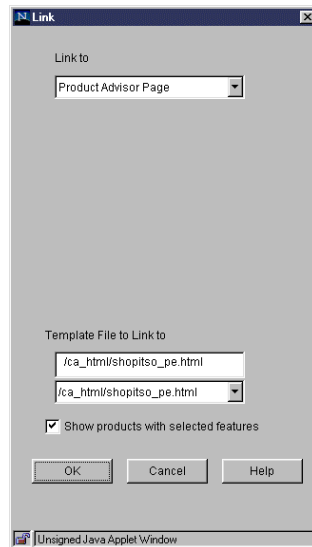 Link
Link to
Product Advisor Page
Template File to Link to
/ca_html/shopitso_pe.html
/ca_html/shopitso_pe.html
Show products with selected features
OK Cancel Help
Unsigned Java Applet Window